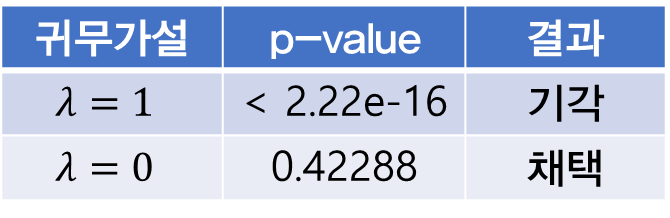 귀무가설 p-value 결과
λ = 1 < 2.22e-16 기각
λ = 0 0.42288 채택